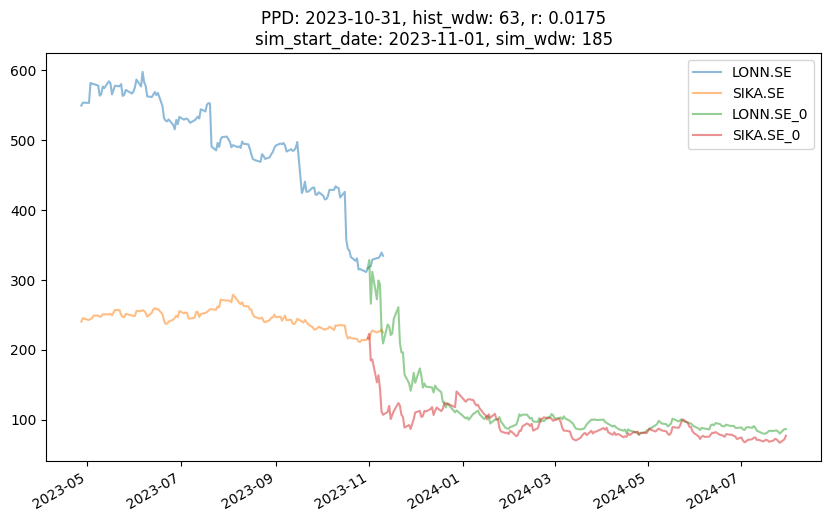 PPD: 2023-10-31, hist_wdw: 63, r: 0.0175
sim_start_date: 2023-11-01, sim_wdw: 185
LONN.SE
SIKA.SE
LONN.SE_0
SIKA.SE_0
600
500
400
300
200
100
2023-05
2023-07
2023-09
2023-11
2024-01
2024-03
2024-05
2024-07